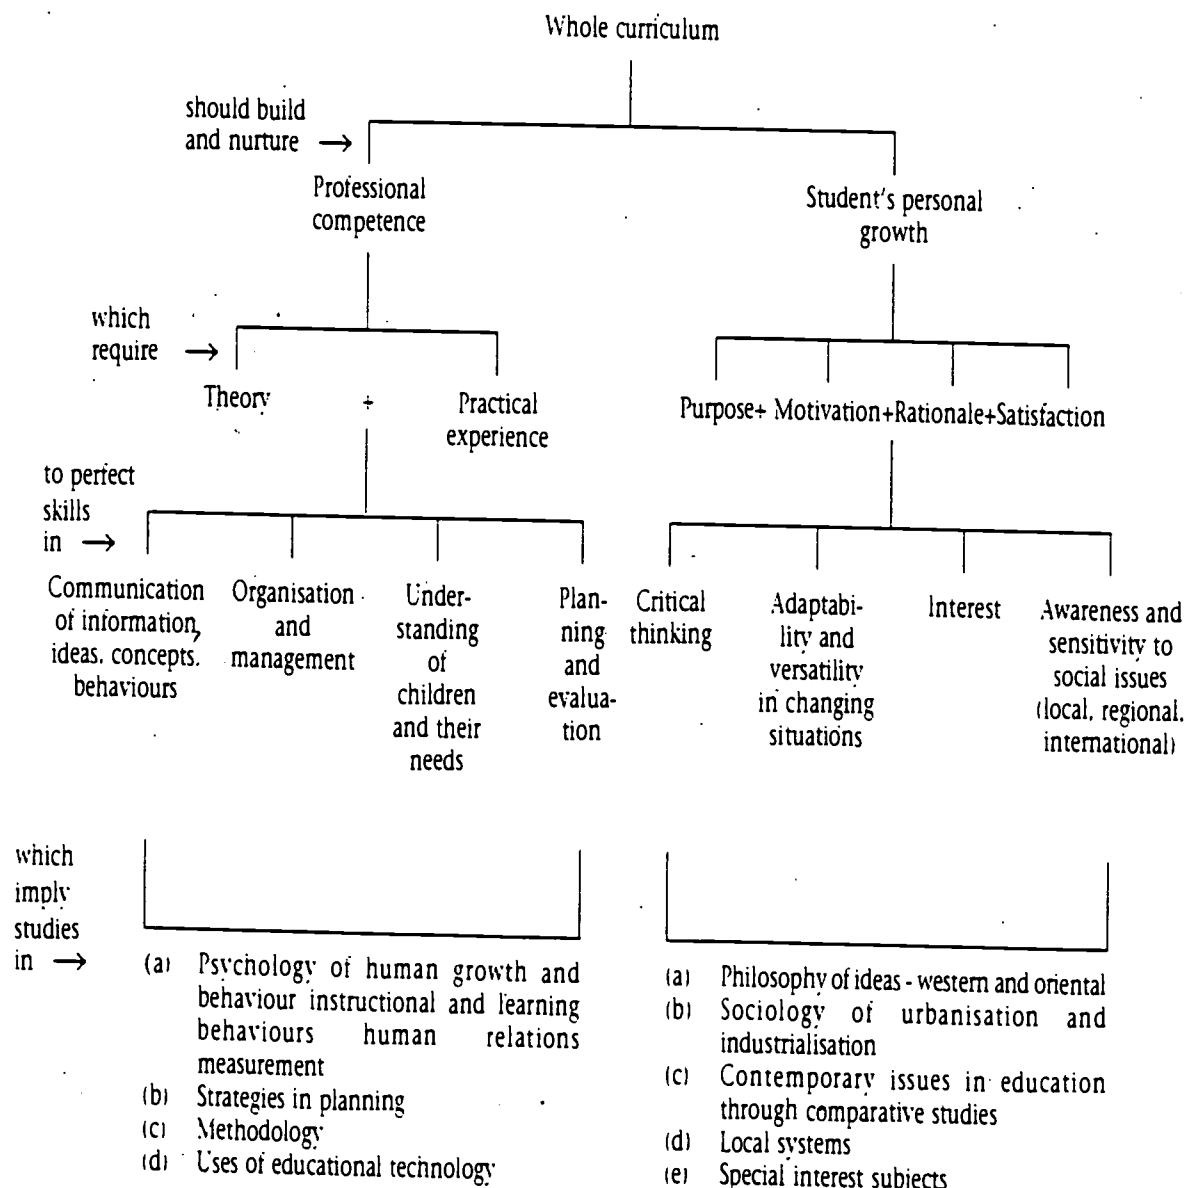 Whole curriculum
should build
and nurture →
Professional
competence
Student's personal
growth
which
require →
Theory + Practical
experience
Purpose+ Motivation+Rationale+Satisfaction
to perfect
skills
in →
Communication
of information,
ideas, concepts,
behaviours
Organisation
and
management
Under-
standing
of
children
and their
needs
Plan-
ning
and
evalua-
tion
Critical
thinking
Adaptabi-
lity and
versatility
in changing
situations
Interest
Awareness and
sensitivity to
social issues
(local, regional,
international)
which
imply
studies
in →
(a) Psychology of human growth and
behaviour instructional and learning
behaviours human relations
measurement
(b) Strategies in planning
(c) Methodology
(d) Uses of educational technology
(a) Philosophy of ideas - western and oriental
(b) Sociology of urbanisation and
industrialisation
(c) Contemporary issues in education
through comparative studies
(d) Local systems
(e) Special interest subjects